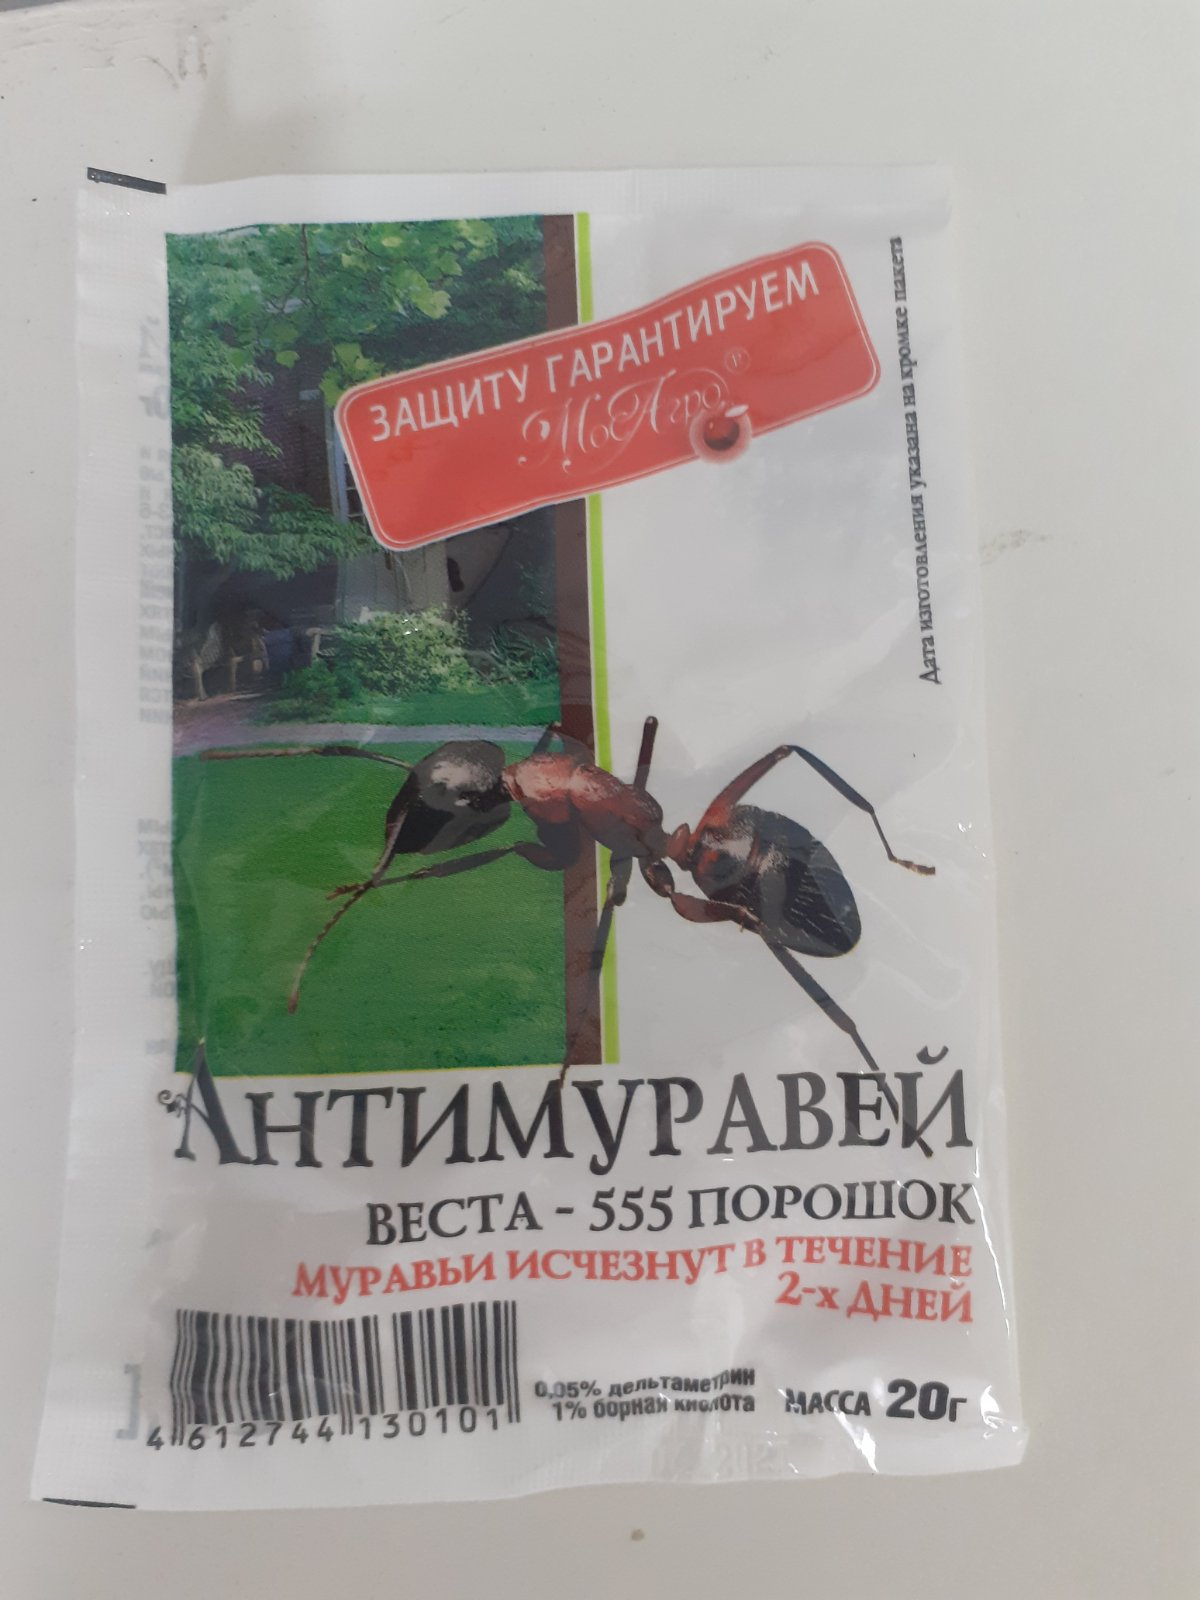 ЗАЩИТУ ГАРАНТИРУЕМ
МоёАгро
Дата изготовления указана на кромке пакета
АНТИМУРАВЕЙ
ВЕСТА - 555 ПОРОШОК
МУРАВЬИ ИСЧЕЗНУТ В ТЕЧЕНИЕ
2-х ДНЕЙ
0,05% дельтаметрин
1% борная кислота
МАССА 20г
4 612744 130101